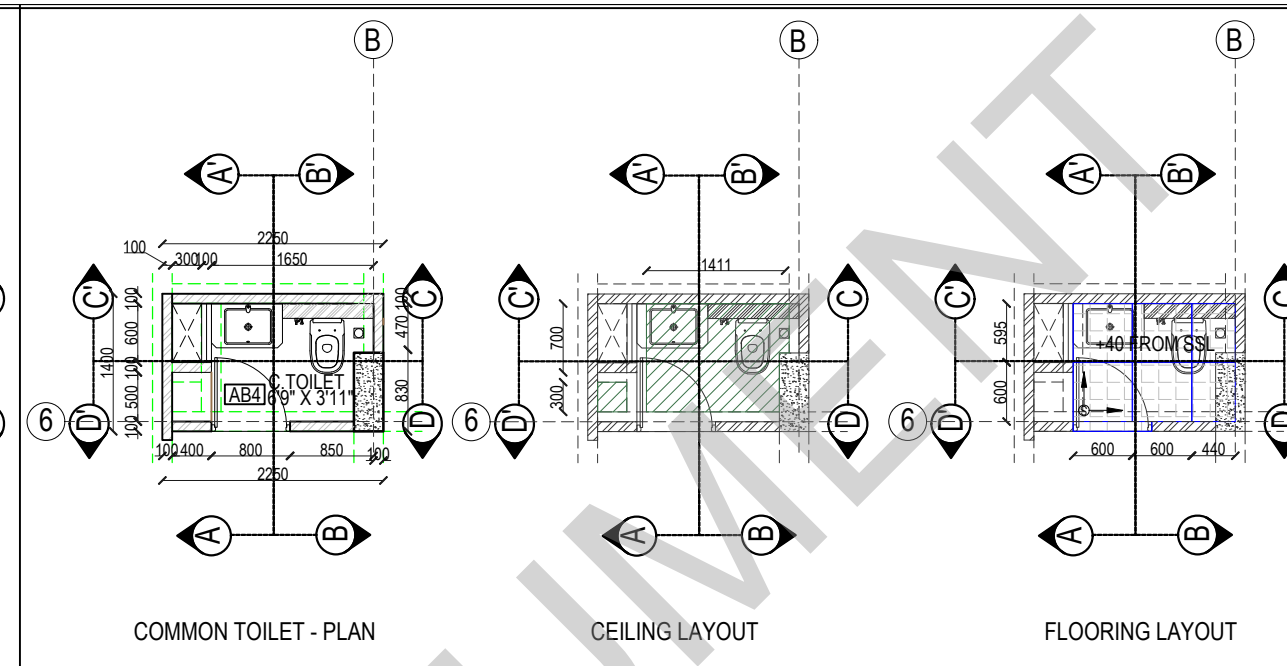 B
B
B
A'
B'
A'
B'
A'
B'
2250
100
300
100
1650
1411
C'
C
C'
C
C'
C
100
600
100
500
100
1400
100
470
830
700
300
595
600
+40 FROM SSL
C.TOILET
AB4
6'9" X 3'11"
6
D'
D
6
D'
D
6
D'
D
100
400
800
850
100
2250
600
600
440
A
B
A
B
A
B
COMMON TOILET - PLAN
CEILING LAYOUT
FLOORING LAYOUT